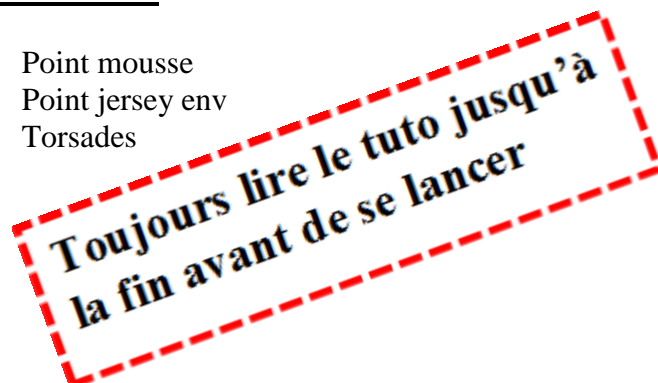 Point mousse
Point jersey env
Torsades
Toujours lire le tuto jusqu’à
la fin avant de se lancer